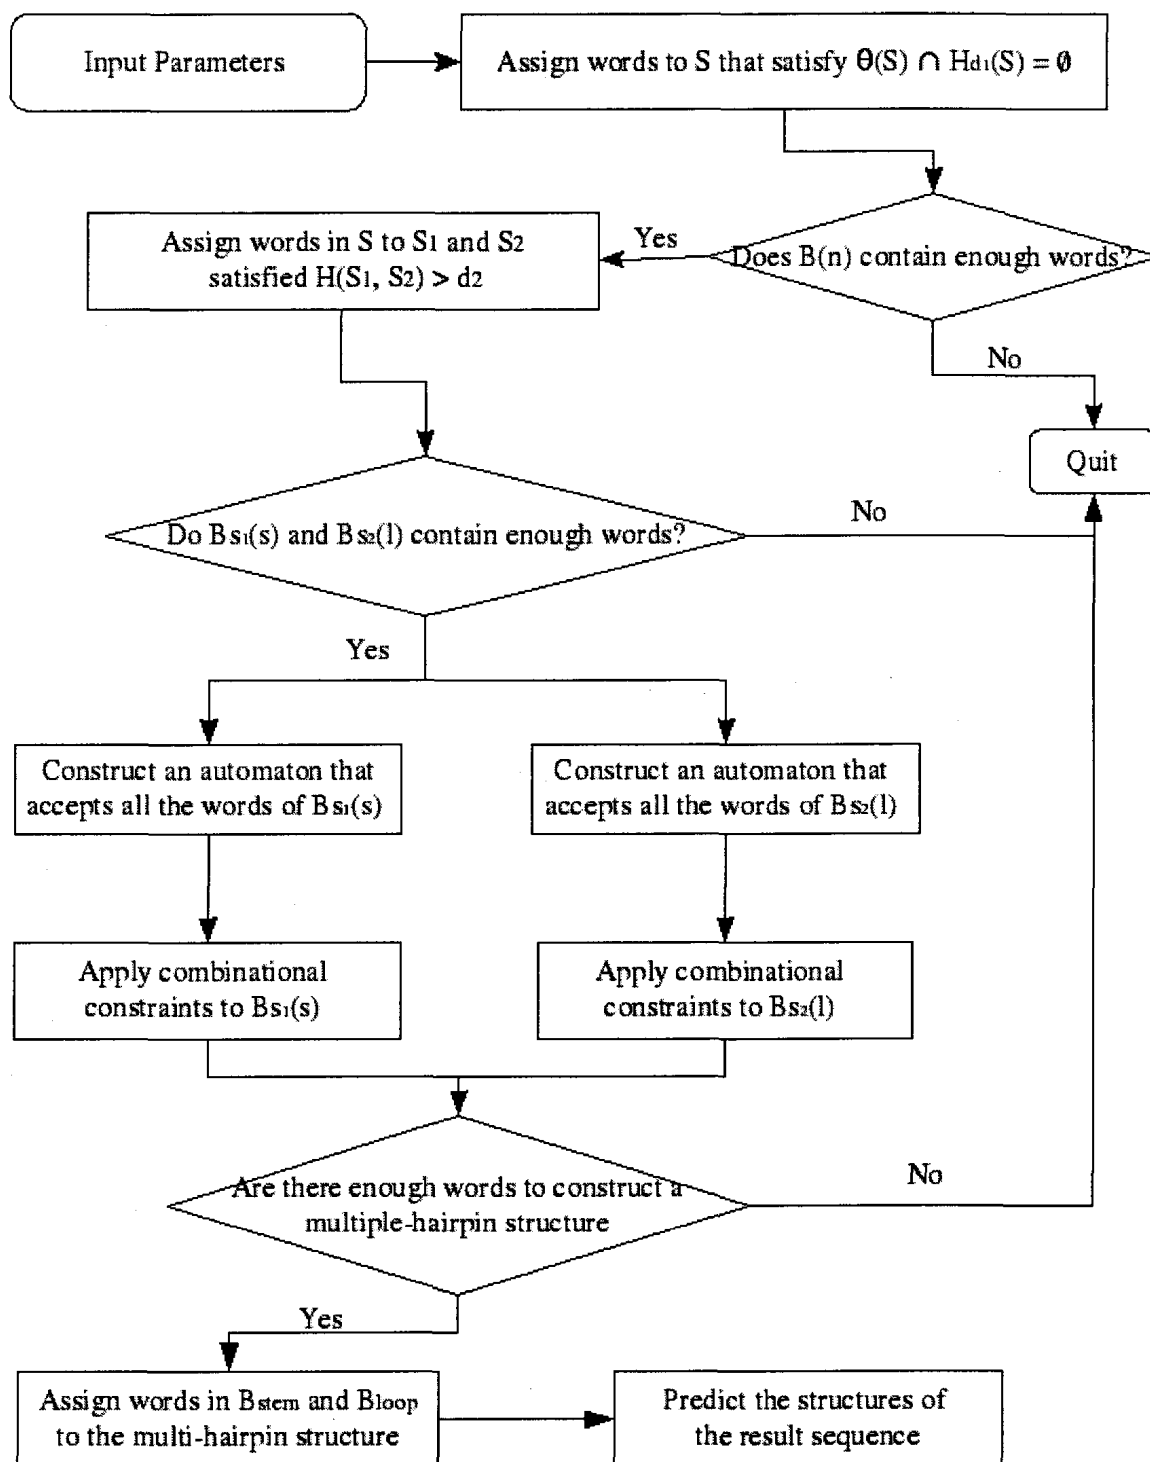 Input Parameters
Assign words to S that satisfy θ(S) ∩ Hd1(S) = ∅
Assign words in S to S1 and S2
satisfied H(S1, S2) > d2
Yes
Does B(n) contain enough words?
No
Quit
Do Bs1(s) and Bs2(l) contain enough words?
No
Yes
Construct an automaton that
accepts all the words of Bs1(s)
Construct an automaton that
accepts all the words of Bs2(l)
Apply combinational
constraints to Bs1(s)
Apply combinational
constraints to Bs2(l)
Are there enough words to construct a
multiple-hairpin structure
No
Yes
Assign words in Bstem and Bloop
to the multi-hairpin structure
Predict the structures of
the result sequence